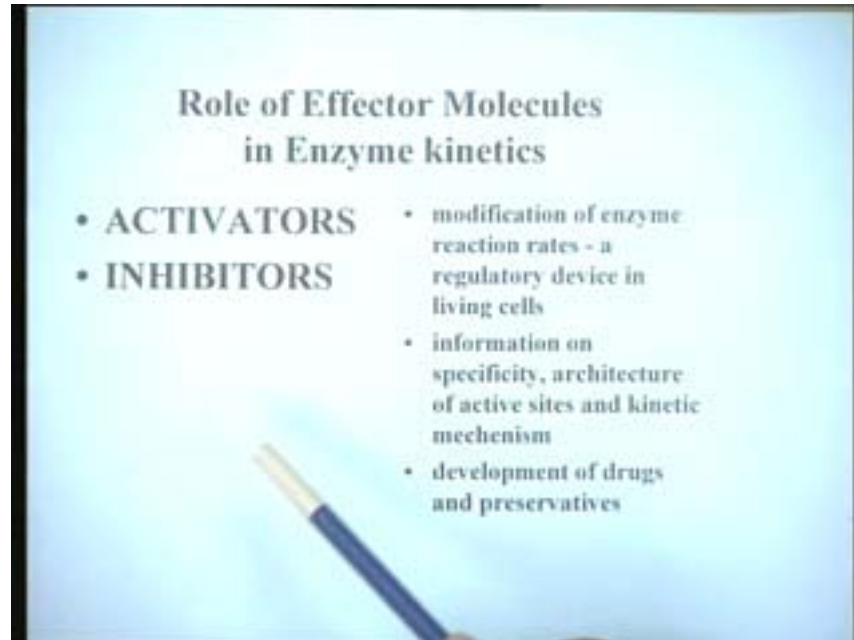 Role of Effector Molecules
in Enzyme kinetics
• ACTIVATORS
• INHIBITORS
• modification of enzyme
reaction rates - a
regulatory device in
living cells
• information on
specificity, architecture
of active sites and kinetic
mechenism
• development of drugs
and preservatives